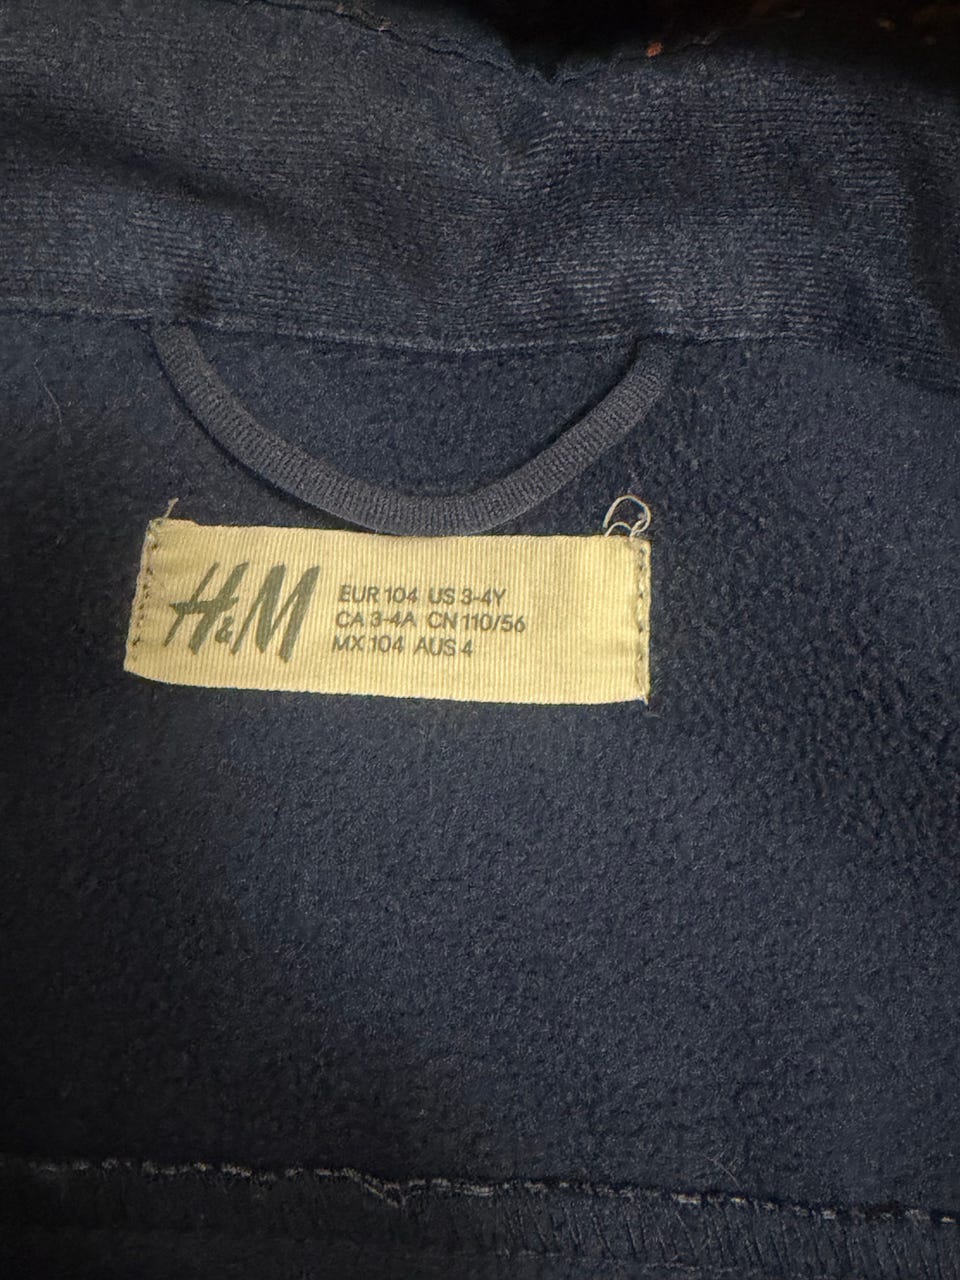 H&M
EUR 104 US 3-4Y
CA 3-4A CN 110/56
MX 104 AUS 4